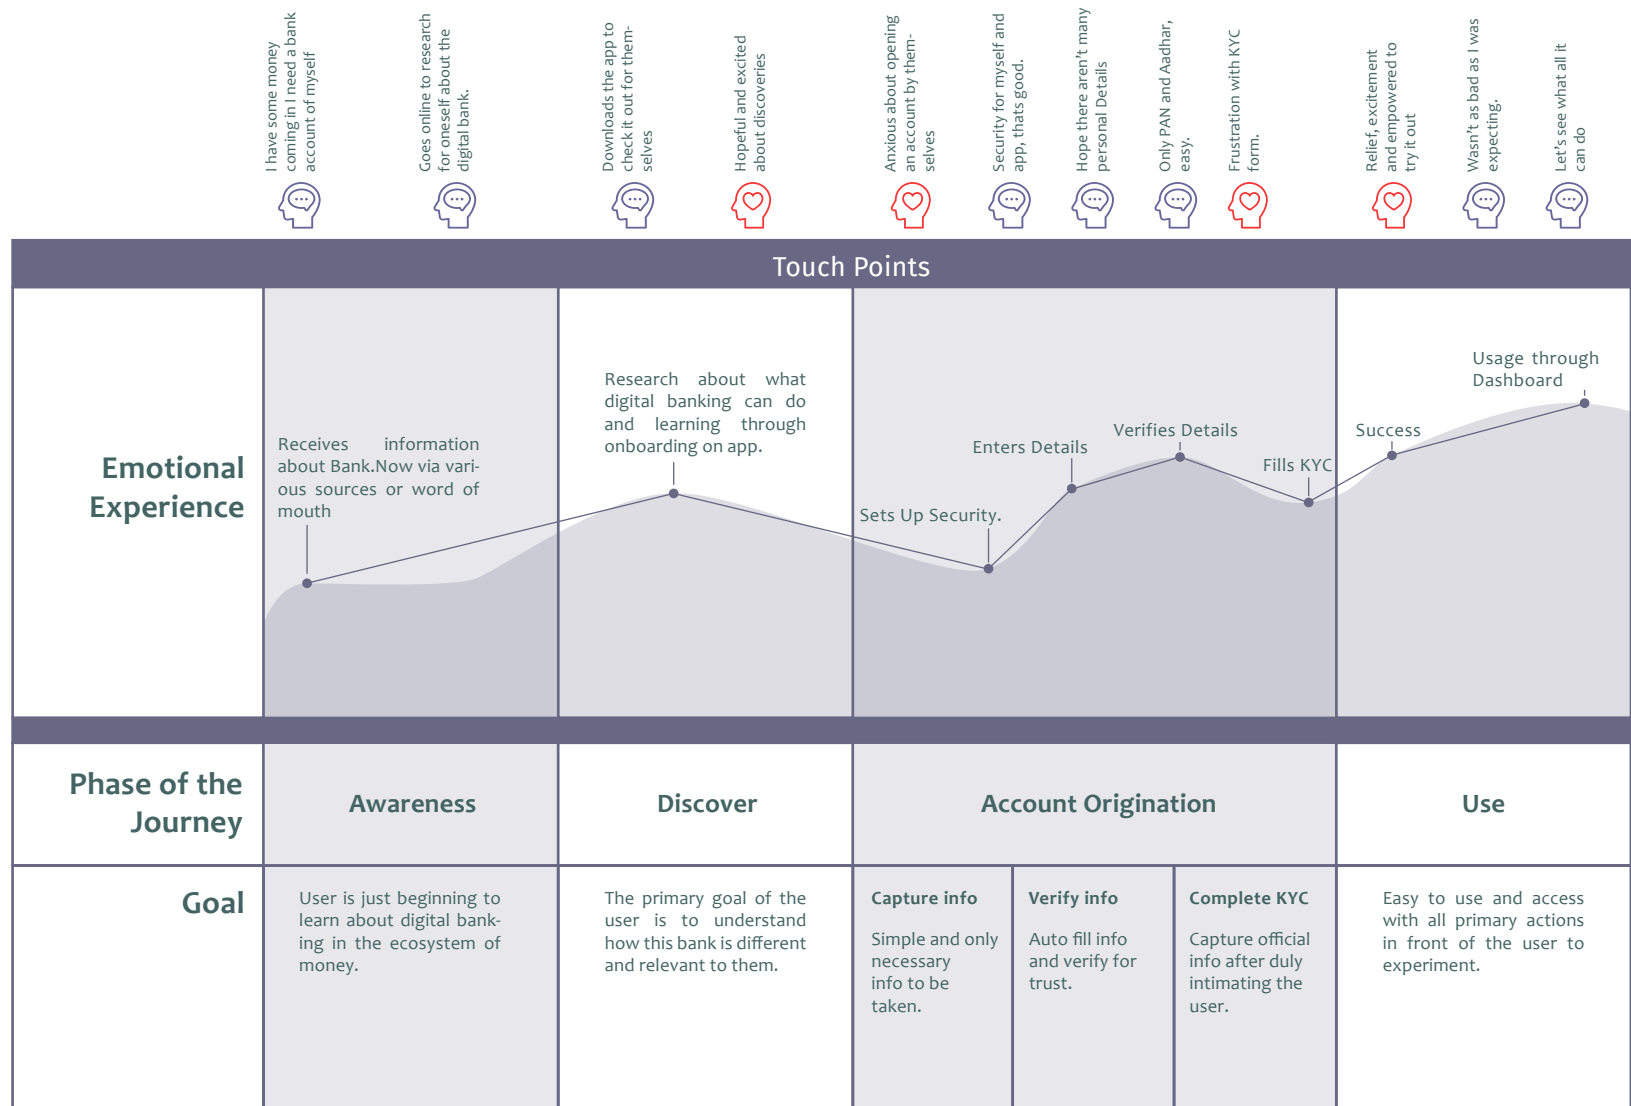 I have some money
coming in I need a bank
account of myself
Goes online to research
for oneself about the
digital bank.
Downloads the app to
check it out for them-
selves
Hopeful and excited
about discoveries
Anxious about opening
an account by them-
selves
Security for myself and
app, thats good.
Hope there aren't many
personal Details
Only PAN and Aadhar,
easy.
Frustration with KYC
form.
Relief, excitement
and empowered to
try it out
Wasn't as bad as I was
expecting.
Let's see what all it
can do
Touch Points
Emotional
Experience
Receives information
about Bank.Now via vari-
ous sources or word of
mouth
Research about what
digital banking can do
and learning through
onboarding on app.
Sets Up Security.
Enters Details
Verifies Details
Fills KYC
Success
Usage through
Dashboard
Phase of the
Journey
Awareness
Discover
Account Origination
Use
Goal
User is just beginning to
learn about digital bank-
ing in the ecosystem of
money.
The primary goal of the
user is to understand
how this bank is different
and relevant to them.
Capture info
Simple and only
necessary
info to be
taken.
Verify info
Auto fill info
and verify for
trust.
Complete KYC
Capture official
info after duly
intimating the
user.
Easy to use and access
with all primary actions
in front of the user to
experiment.